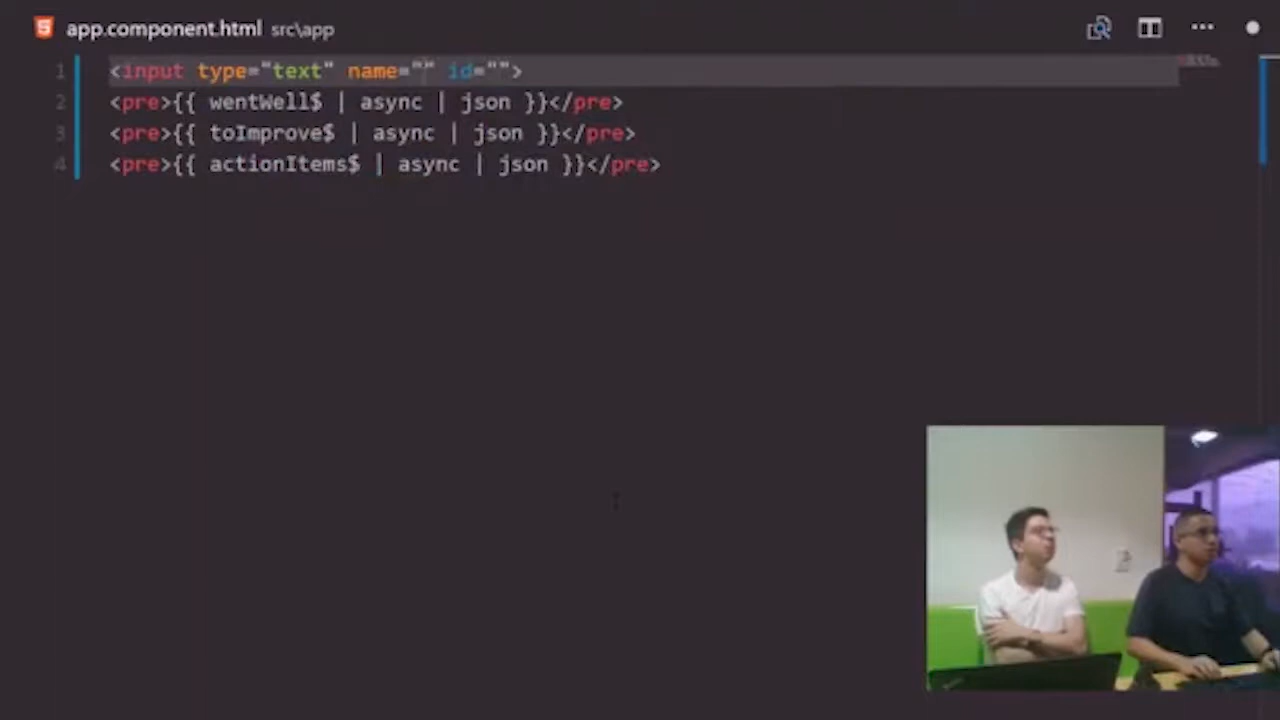 app.component.html src\app
1 <input type="text" name="" id="">
2 <pre>{{ wentWell$ | async | json }}</pre>
3 <pre>{{ toImprove$ | async | json }}</pre>
4 <pre>{{ actionItems$ | async | json }}</pre>